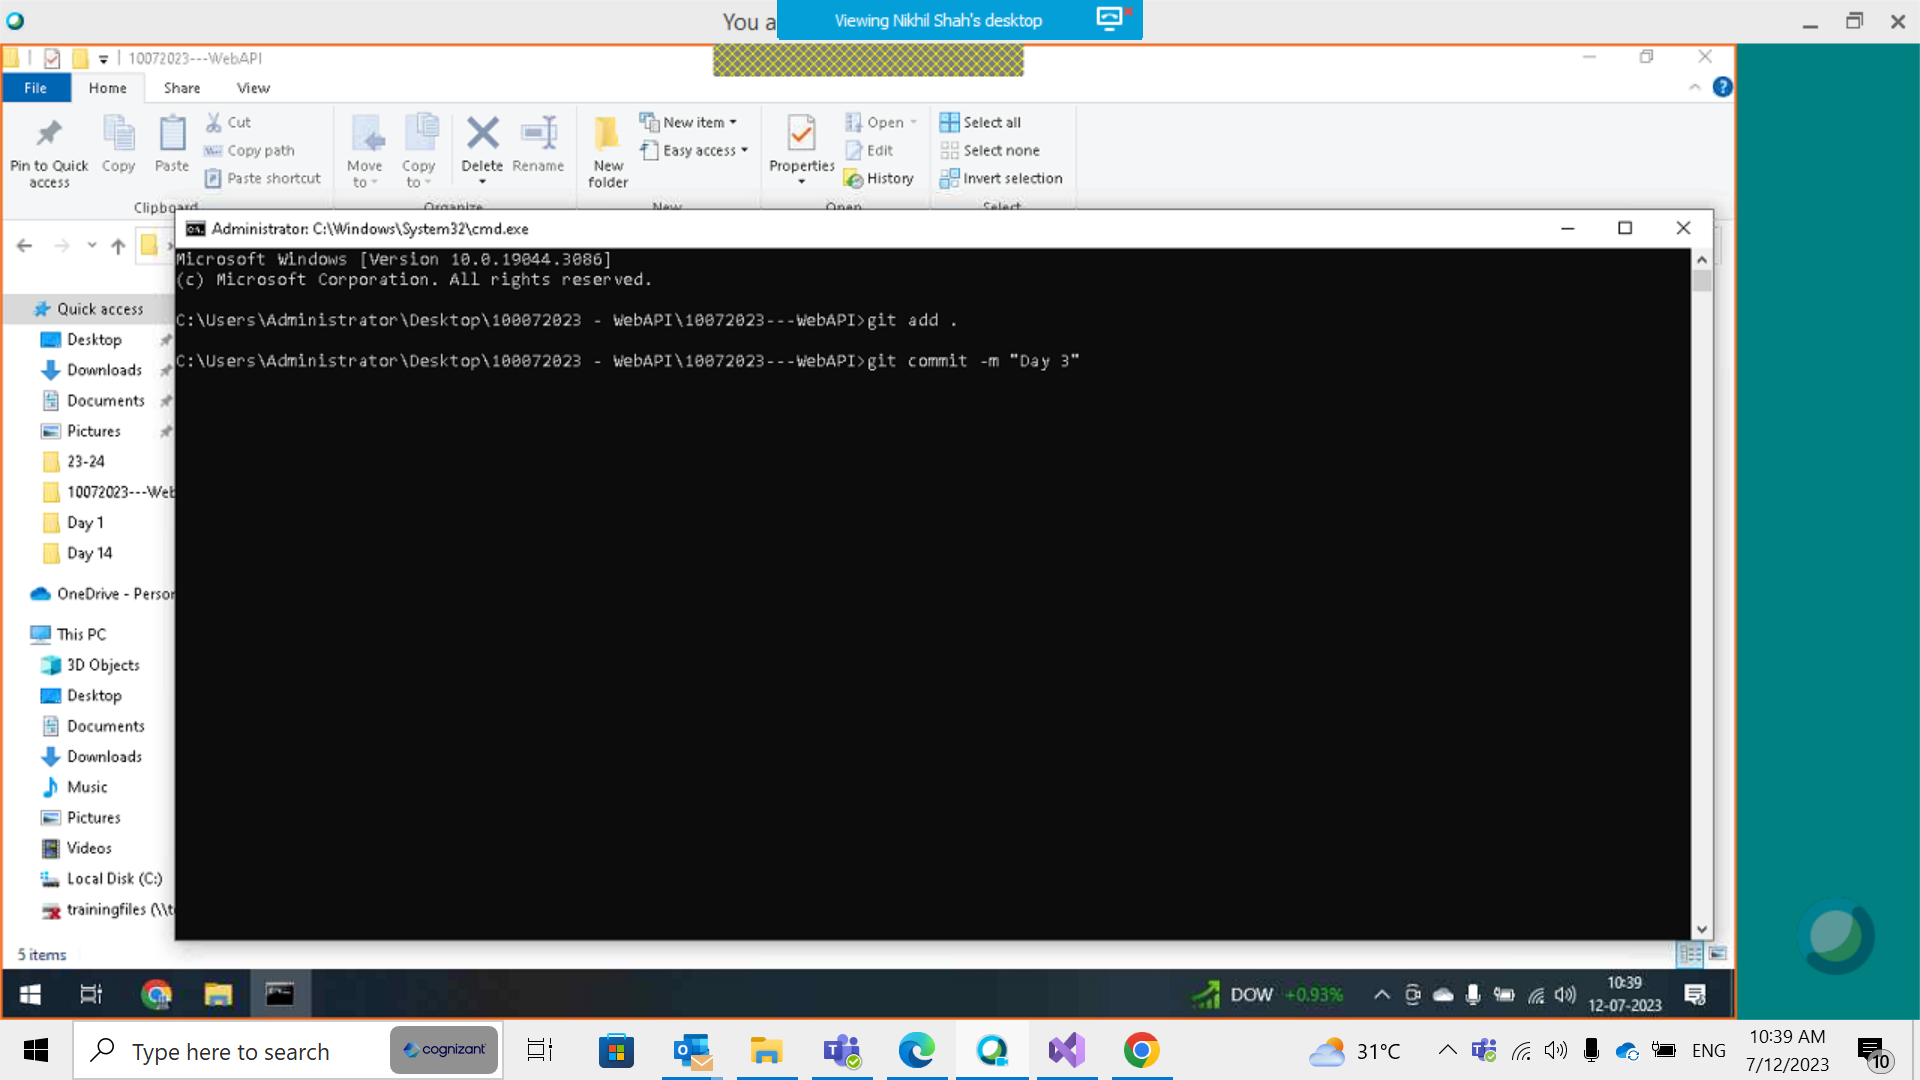 You a
Viewing Nikhil Shah's desktop
10072023---WebAPI
File Home Share View
Pin to Quick access
Copy
Paste
Cut
Copy path
Paste shortcut
Clipboard
Move to
Copy to
Delete
Rename
Organize
New folder
New item
Easy access
New
Properties
Open
Edit
History
Open
Select all
Select none
Invert selection
Select
Administrator: C:\Windows\System32\cmd.exe
Microsoft Windows [Version 10.0.19044.3086]
(c) Microsoft Corporation. All rights reserved.
C:\Users\Administrator\Desktop\100072023 - WebAPI\10072023---WebAPI>git add .
C:\Users\Administrator\Desktop\100072023 - WebAPI\10072023---WebAPI>git commit -m "Day 3"
Quick access
Desktop
Downloads
Documents
Pictures
23-24
10072023---Web
Day 1
Day 14
OneDrive - Person
This PC
3D Objects
Desktop
Documents
Downloads
Music
Pictures
Videos
Local Disk (C:)
trainingfiles (\\t
5 items
DOW +0.93%
10:39
12-07-2023
Type here to search
cognizant
31°C
ENG
10:39 AM
7/12/2023
10